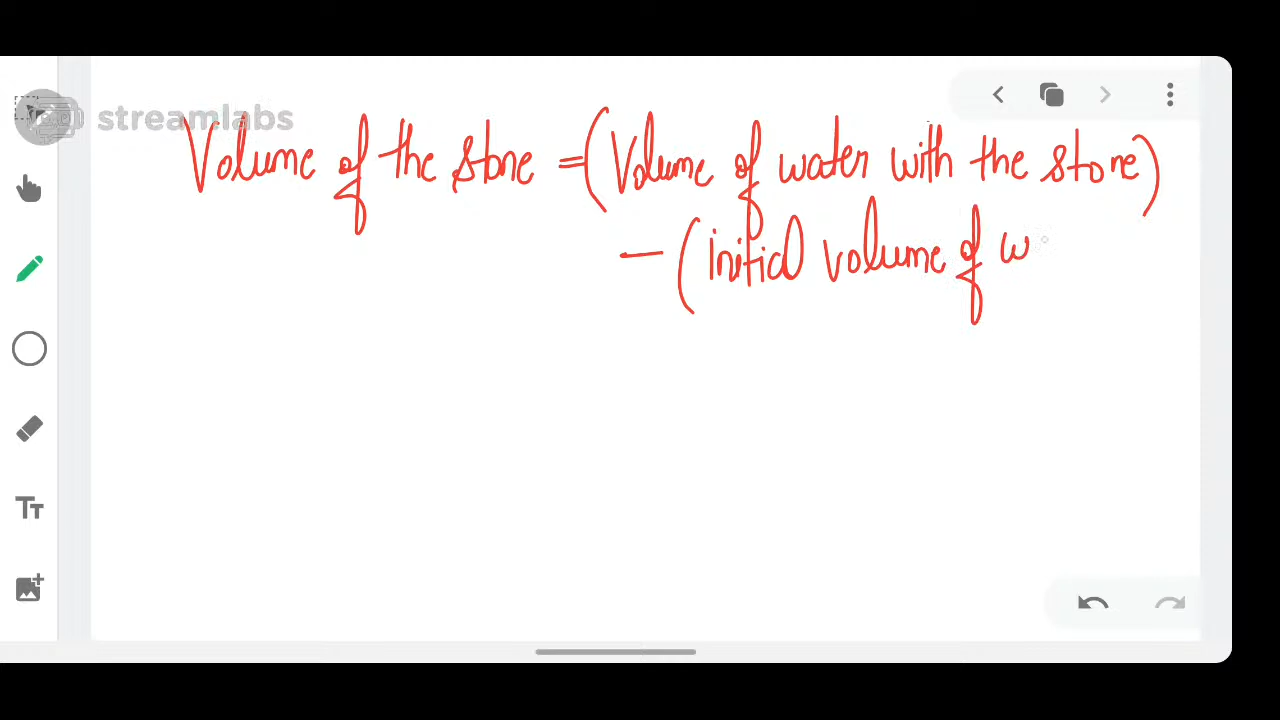 streamlabs
Volume of the stone = (Volume of water with the stone)
- (initial volume of w